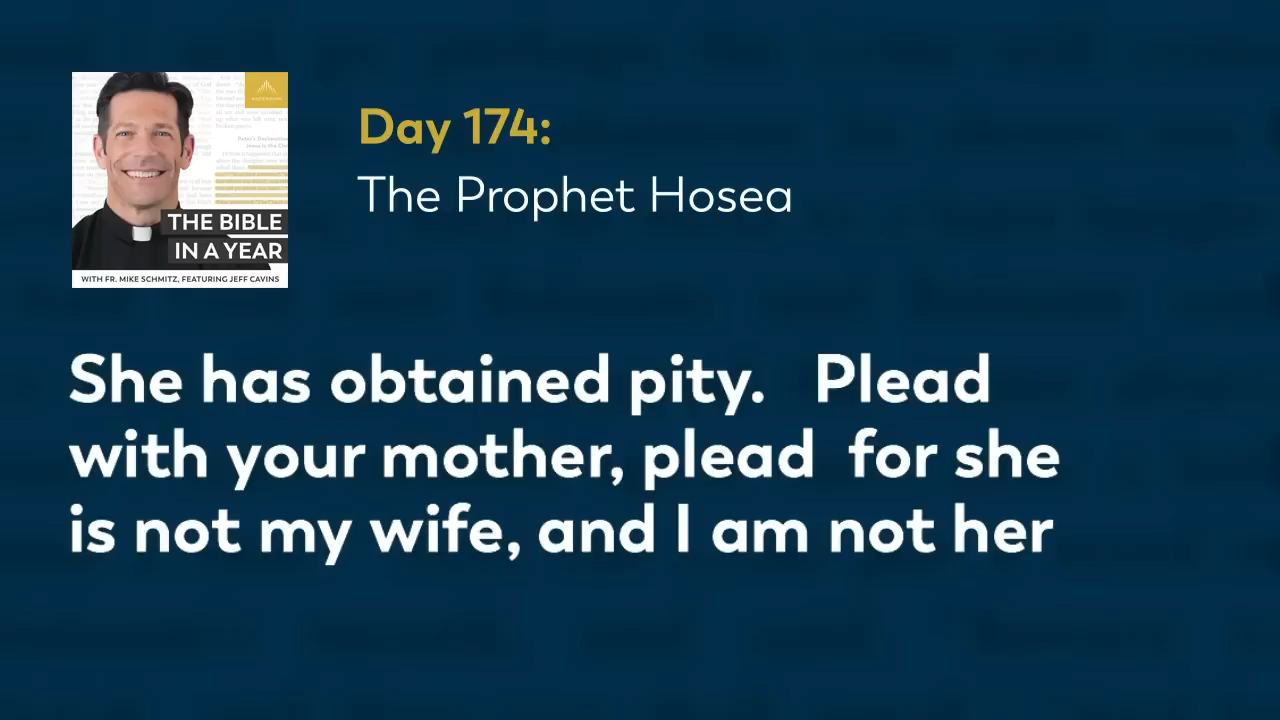 Day 174:
The Prophet Hosea
THE BIBLE
IN A YEAR
WITH FR. MIKE SCHMITZ, FEATURING JEFF CAVINS
She has obtained pity. Plead
with your mother, plead for she
is not my wife, and I am not her